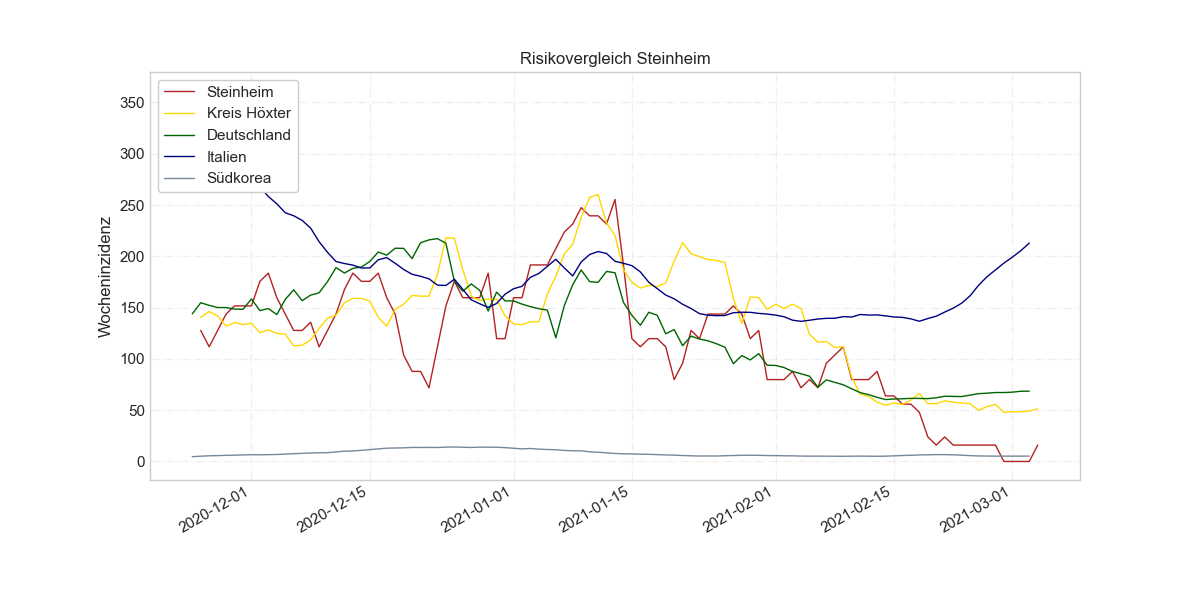 Risikovergleich Steinheim
Steinheim
Kreis Höxter
Deutschland
Italien
Südkorea
Wocheninzidenz
350
300
250
200
150
100
50
0
2020-12-01
2020-12-15
2021-01-01
2021-01-15
2021-02-01
2021-02-15
2021-03-01